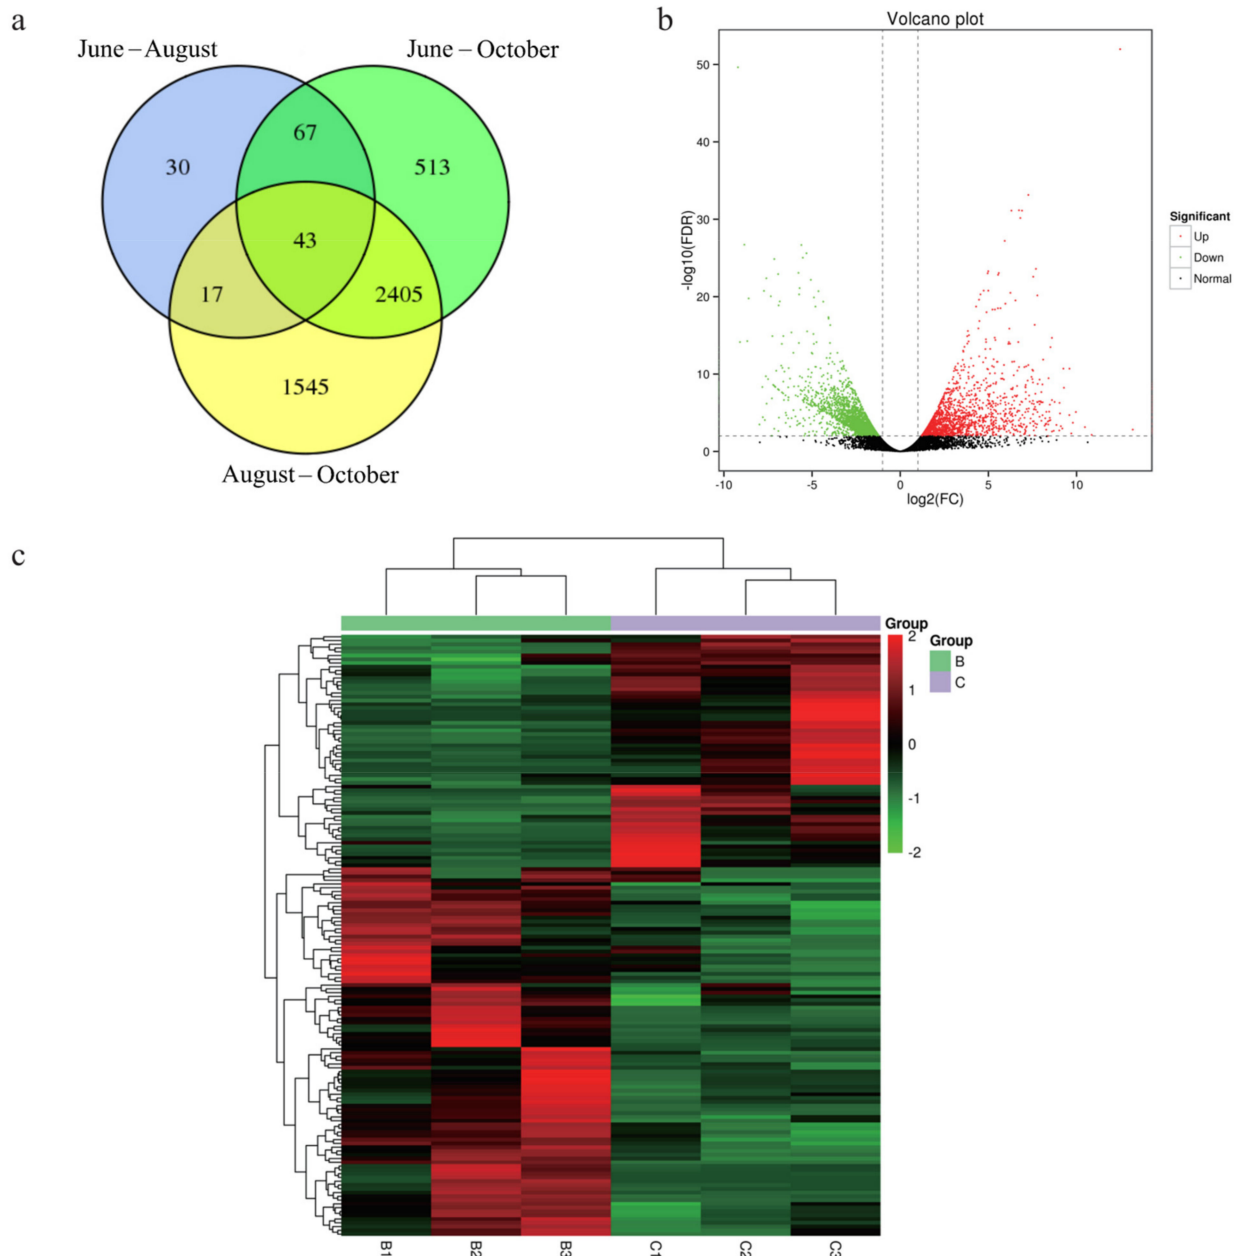 a
June – August
June – October
67
30
513
43
17
2405
1545
August – October
b
Volcano plot
50
40
30
20
10
0
-log10(FDR)
-10
-5
0
5
10
log2(FC)
Significant
Up
Down
Normal
c
Group
2
1
0
-1
-2
Group
B
C
B1
B2
B3
C1
C2
C3